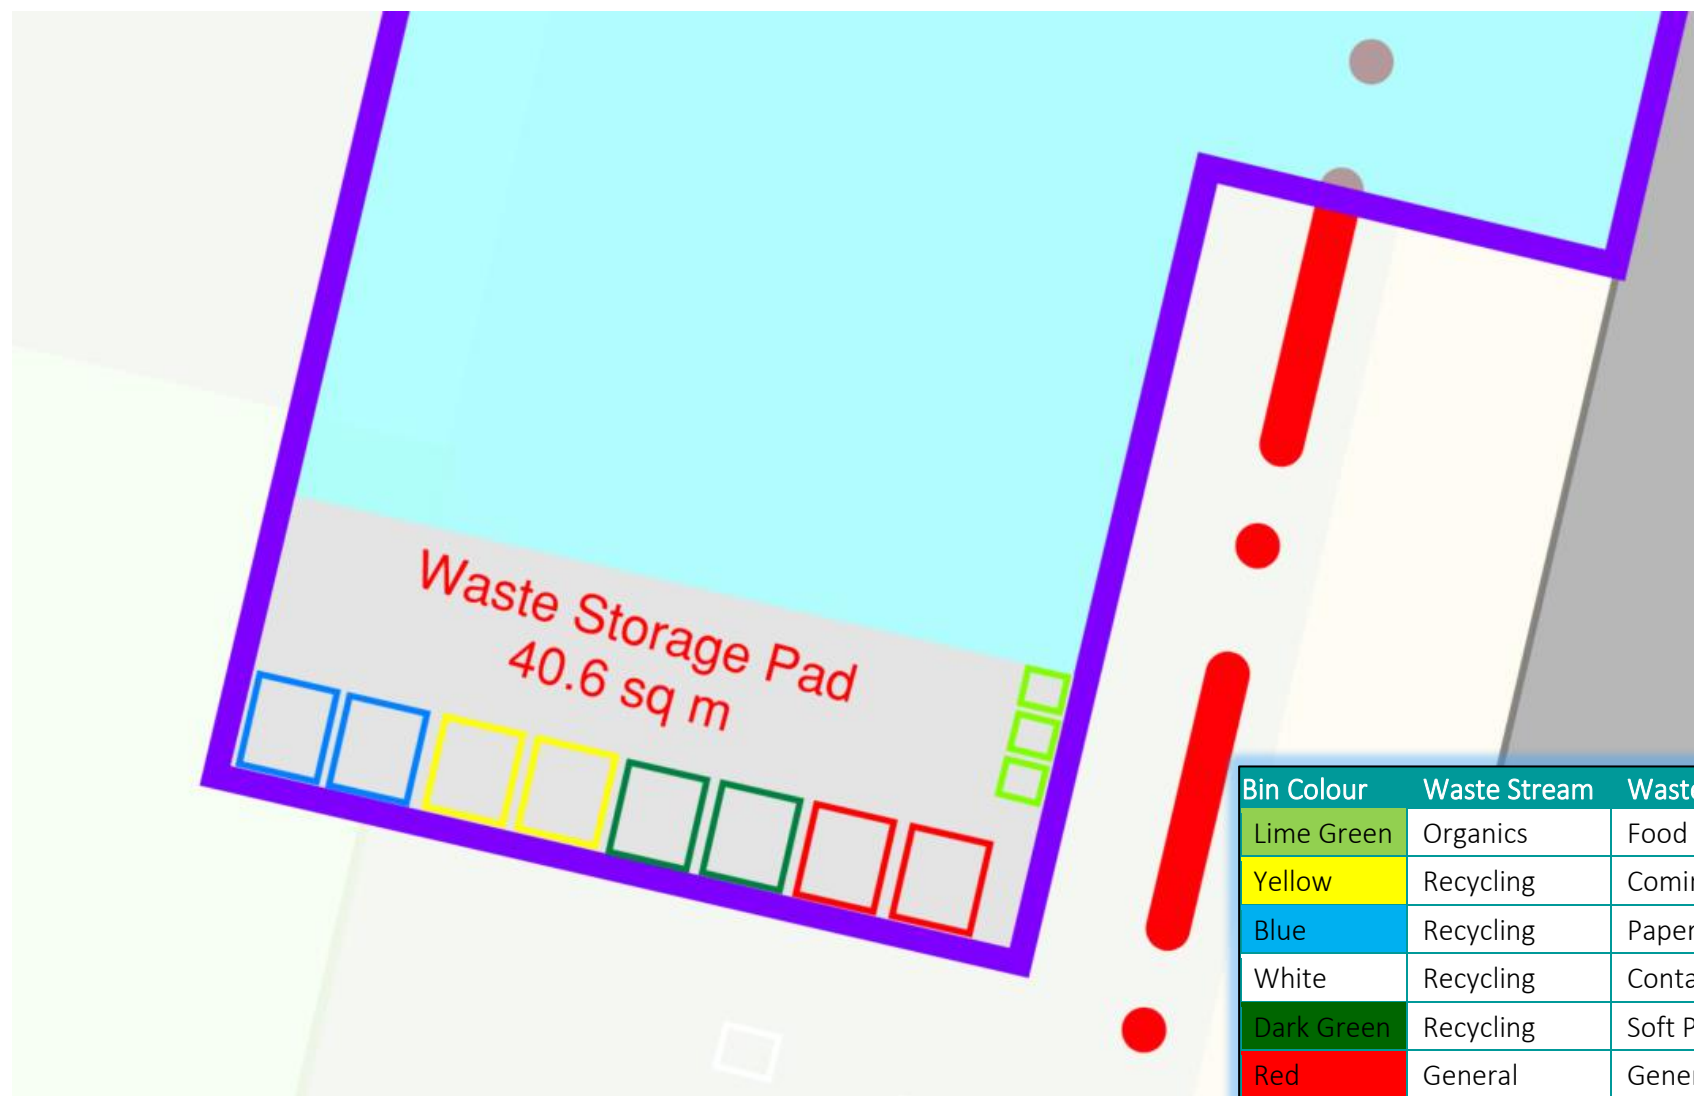 Waste Storage Pad
40.6 sq m
Bin Colour Waste Stream
Lime Green Organics Food
Yellow Recycling
Blue Recycling
White Recycling
Dark Green Recycling Soft
Red General